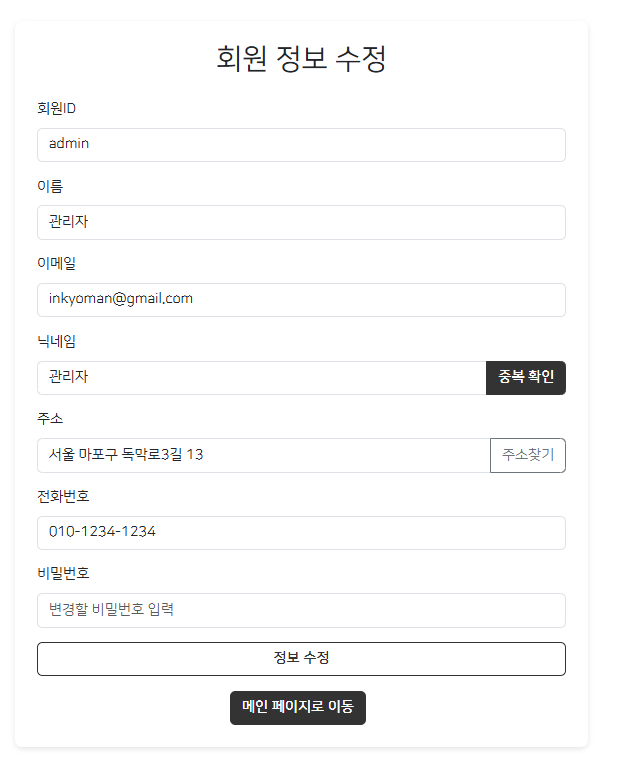 회원 정보 수정
회원ID
admin
이름
관리자
이메일
inkyoman@gmail.com
닉네임
관리자 중복 확인
주소
서울 마포구 독막로3길 13 주소찾기
전화번호
010-1234-1234
비밀번호
변경할 비밀번호 입력
정보 수정
메인 페이지로 이동